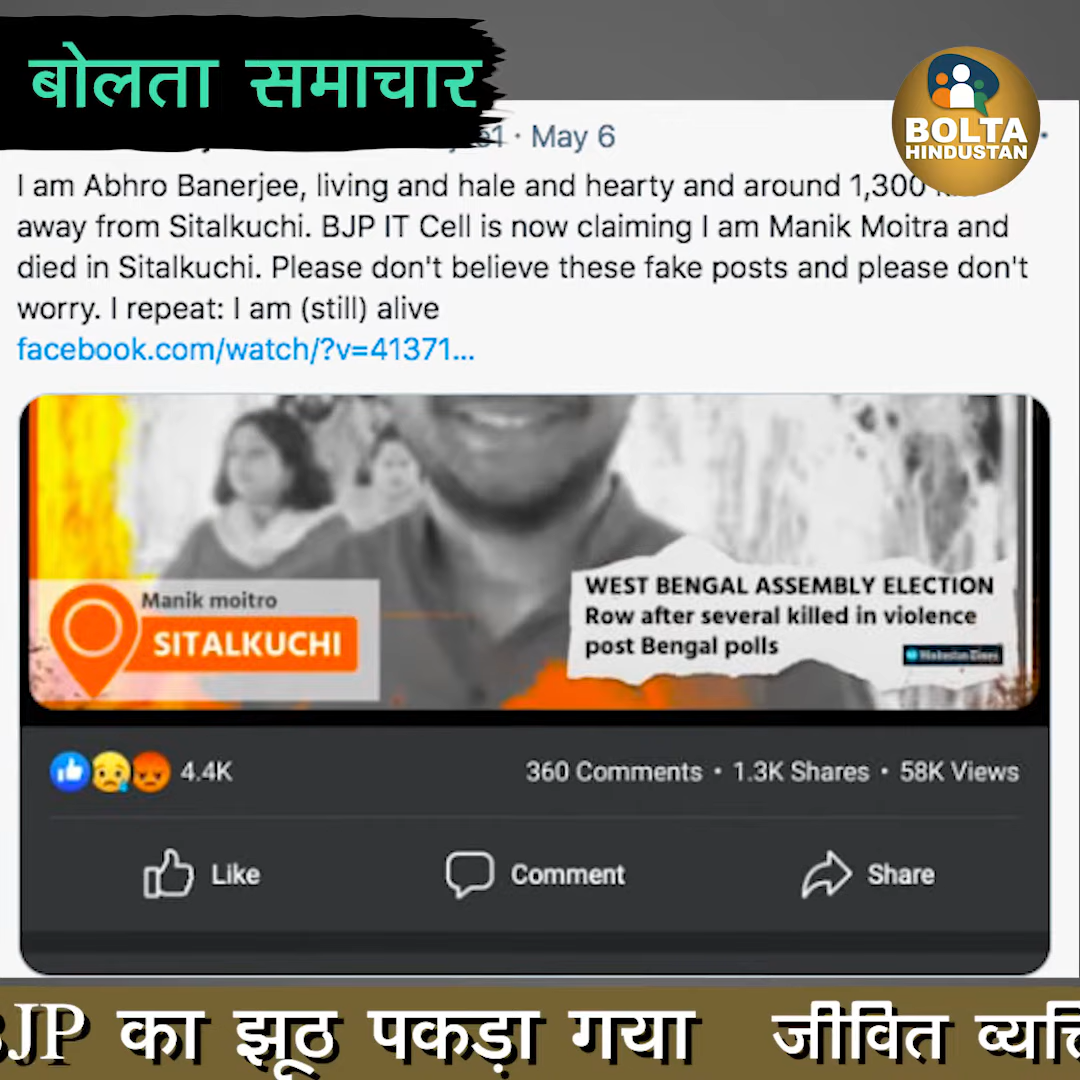 बोलता समाचार
BOLTA
HINDUSTAN
· May 6
I am Abhro Banerjee, living and hale and hearty and around 1,300
away from Sitalkuchi. BJP IT Cell is now claiming I am Manik Moitra and
died in Sitalkuchi. Please don't believe these fake posts and please don't
worry. I repeat: I am (still) alive
facebook.com/watch/?v=41371...
Manik moitro
SITALKUCHI
WEST BENGAL ASSEMBLY ELECTION
Row after several killed in violence
post Bengal polls
Hindustan Times
4.4K
360 Comments • 1.3K Shares • 58K Views
Like
Comment
Share
BJP का झूठ पकड़ा गया जीवित